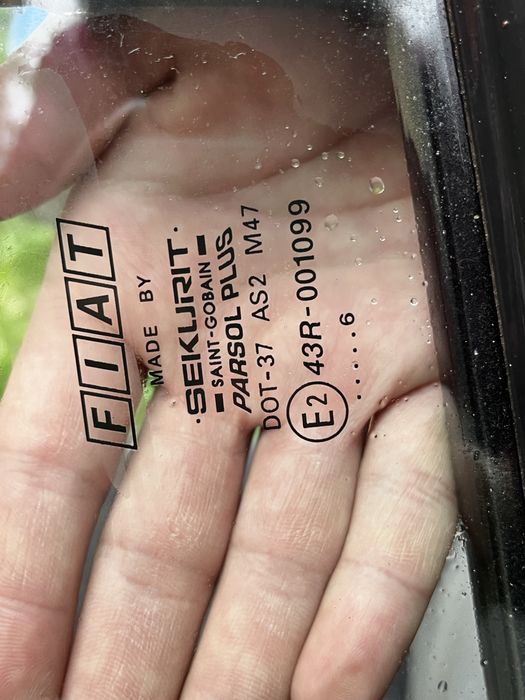 FIAT
MADE BY
·SEKURIT·
SAINT-GOBAIN
PARSOL PLUS
DOT-37 AS2 M47
E2 43R-001099
.....6